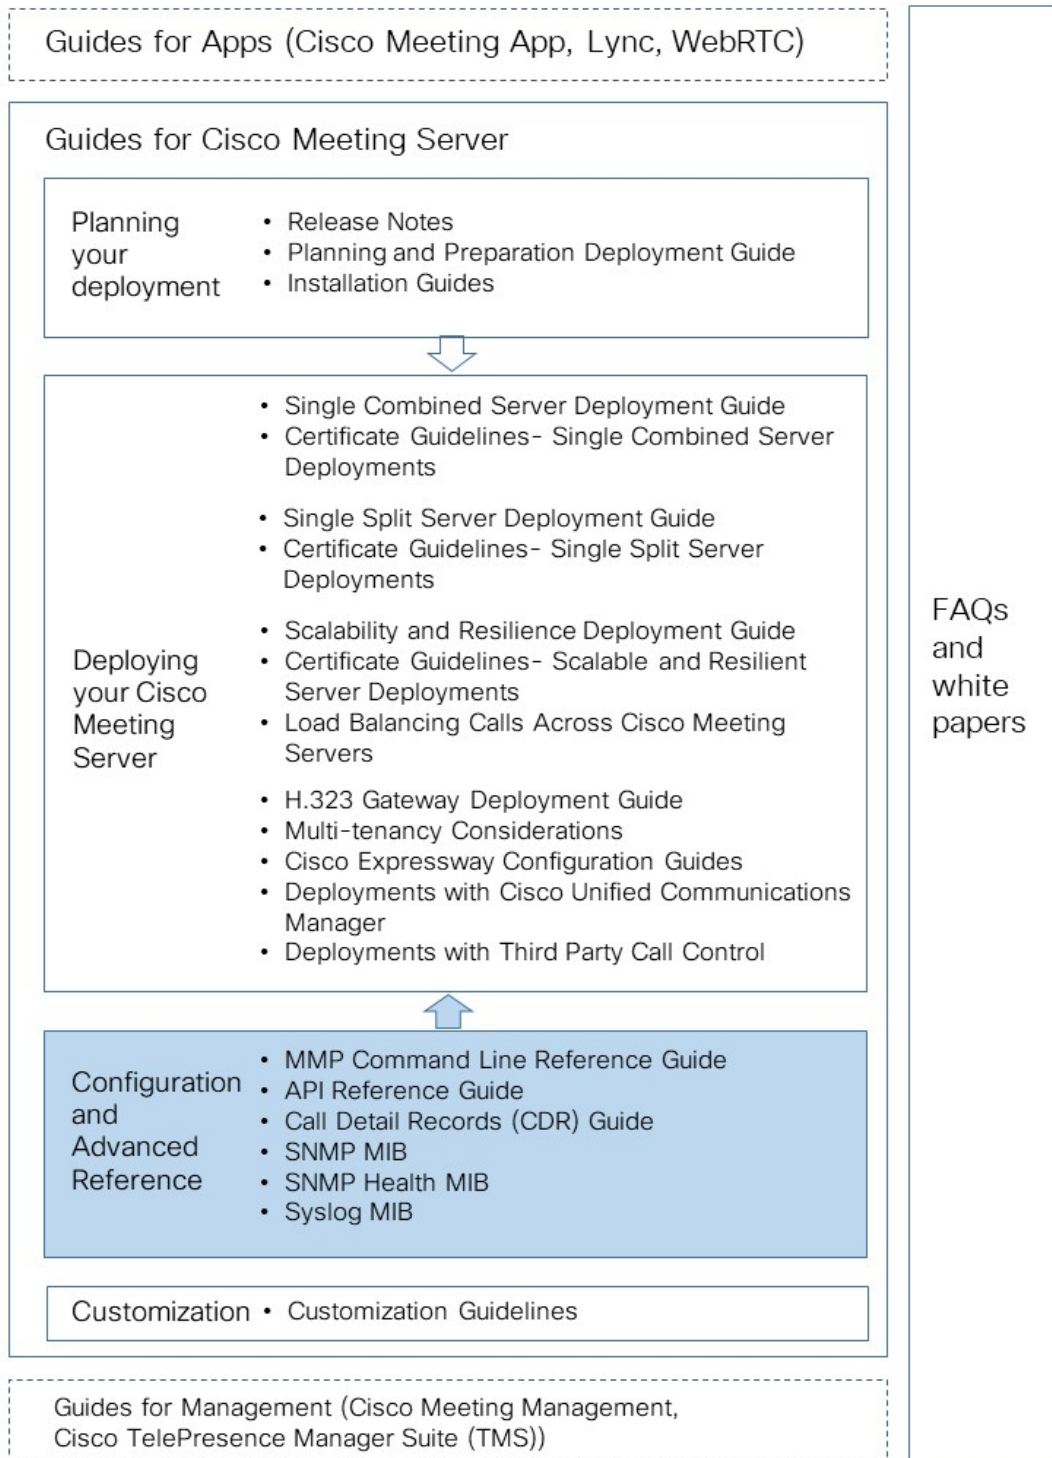 Guides for Apps (Cisco Meeting App, Lync, WebRTC)
Guides for Cisco Meeting Server
Planning
your
deployment
• Release Notes
• Planning and Preparation Deployment Guide
• Installation Guides
Deploying
your Cisco
Meeting
Server
• Single Combined Server Deployment Guide
• Certificate Guidelines- Single Combined Server
Deployments
• Single Split Server Deployment Guide
• Certificate Guidelines- Single Split Server
Deployments
• Scalability and Resilience Deployment Guide
• Certificate Guidelines- Scalable and Resilient
Server Deployments
• Load Balancing Calls Across Cisco Meeting
Servers
• H.323 Gateway Deployment Guide
• Multi-tenancy Considerations
• Cisco Expressway Configuration Guides
• Deployments with Cisco Unified Communications
Manager
• Deployments with Third Party Call Control
Configuration
and
Advanced
Reference
• MMP Command Line Reference Guide
• API Reference Guide
• Call Detail Records (CDR) Guide
• SNMP MIB
• SNMP Health MIB
• Syslog MIB
Customization • Customization Guidelines
Guides for Management (Cisco Meeting Management,
Cisco TelePresence Manager Suite (TMS))
FAQs
and
white
papers